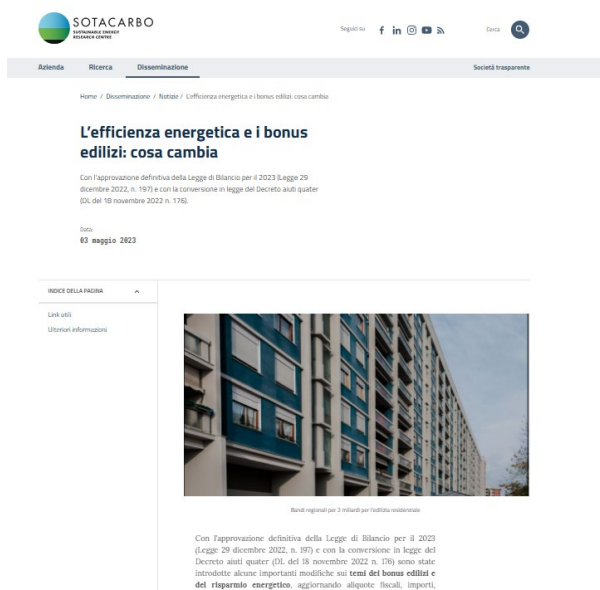 SOTACARBO
SUSTAINABLE ENERGY
RESEARCH CENTRE
Seguici su
Cerca
Azienda Ricerca Disseminazione Società trasparente
Home / Disseminazione / Notizie / L'efficienza energetica e i bonus edilizi: cosa cambia
L'efficienza energetica e i bonus
edilizi: cosa cambia
Con l'approvazione definitiva della Legge di Bilancio per il 2023 (Legge 29
dicembre 2022, n. 197) e con la conversione in legge del Decreto aiuti quater
(DL del 18 novembre 2022 n. 176).
Data:
03 maggio 2023
INDICE DELLA PAGINA
Link utili
Ulteriori informazioni
Bandi regionali per 2 miliardi per l'edilizia residenziale
Con l'approvazione definitiva della Legge di Bilancio per il 2023
(Legge 29 dicembre 2022, n. 197) e con la conversione in legge del
Decreto aiuti quater (DL del 18 novembre 2022 n. 176) sono state
introdotte alcune importanti modifiche sui temi dei bonus edilizi e
del risparmio energetico, aggiornando aliquote fiscali, importi,